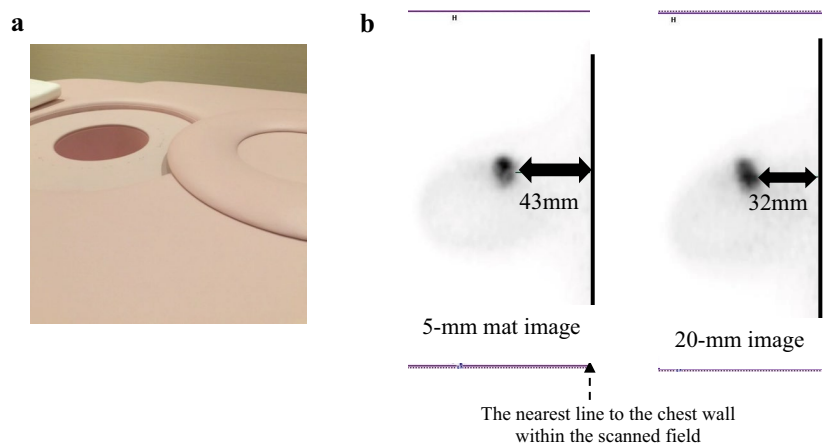 a
b
H
H
43mm
32mm
5-mm mat image
20-mm image
The nearest line to the chest wall
within the scanned field